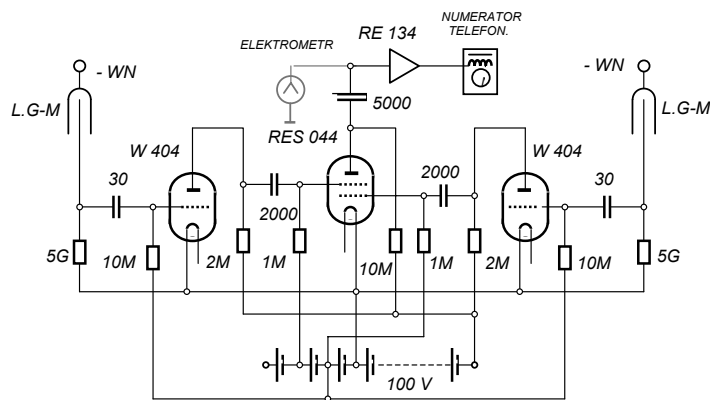 NUMERATOR
TELEFON.
RE 134
ELEKTROMETR
- WN
- WN
L.G-M
5000
L.G-M
RES 044
W 404
W 404
30
2000
2000
30
5G
10M
2M
1M
10M
1M
2M
10M
5G
100 V